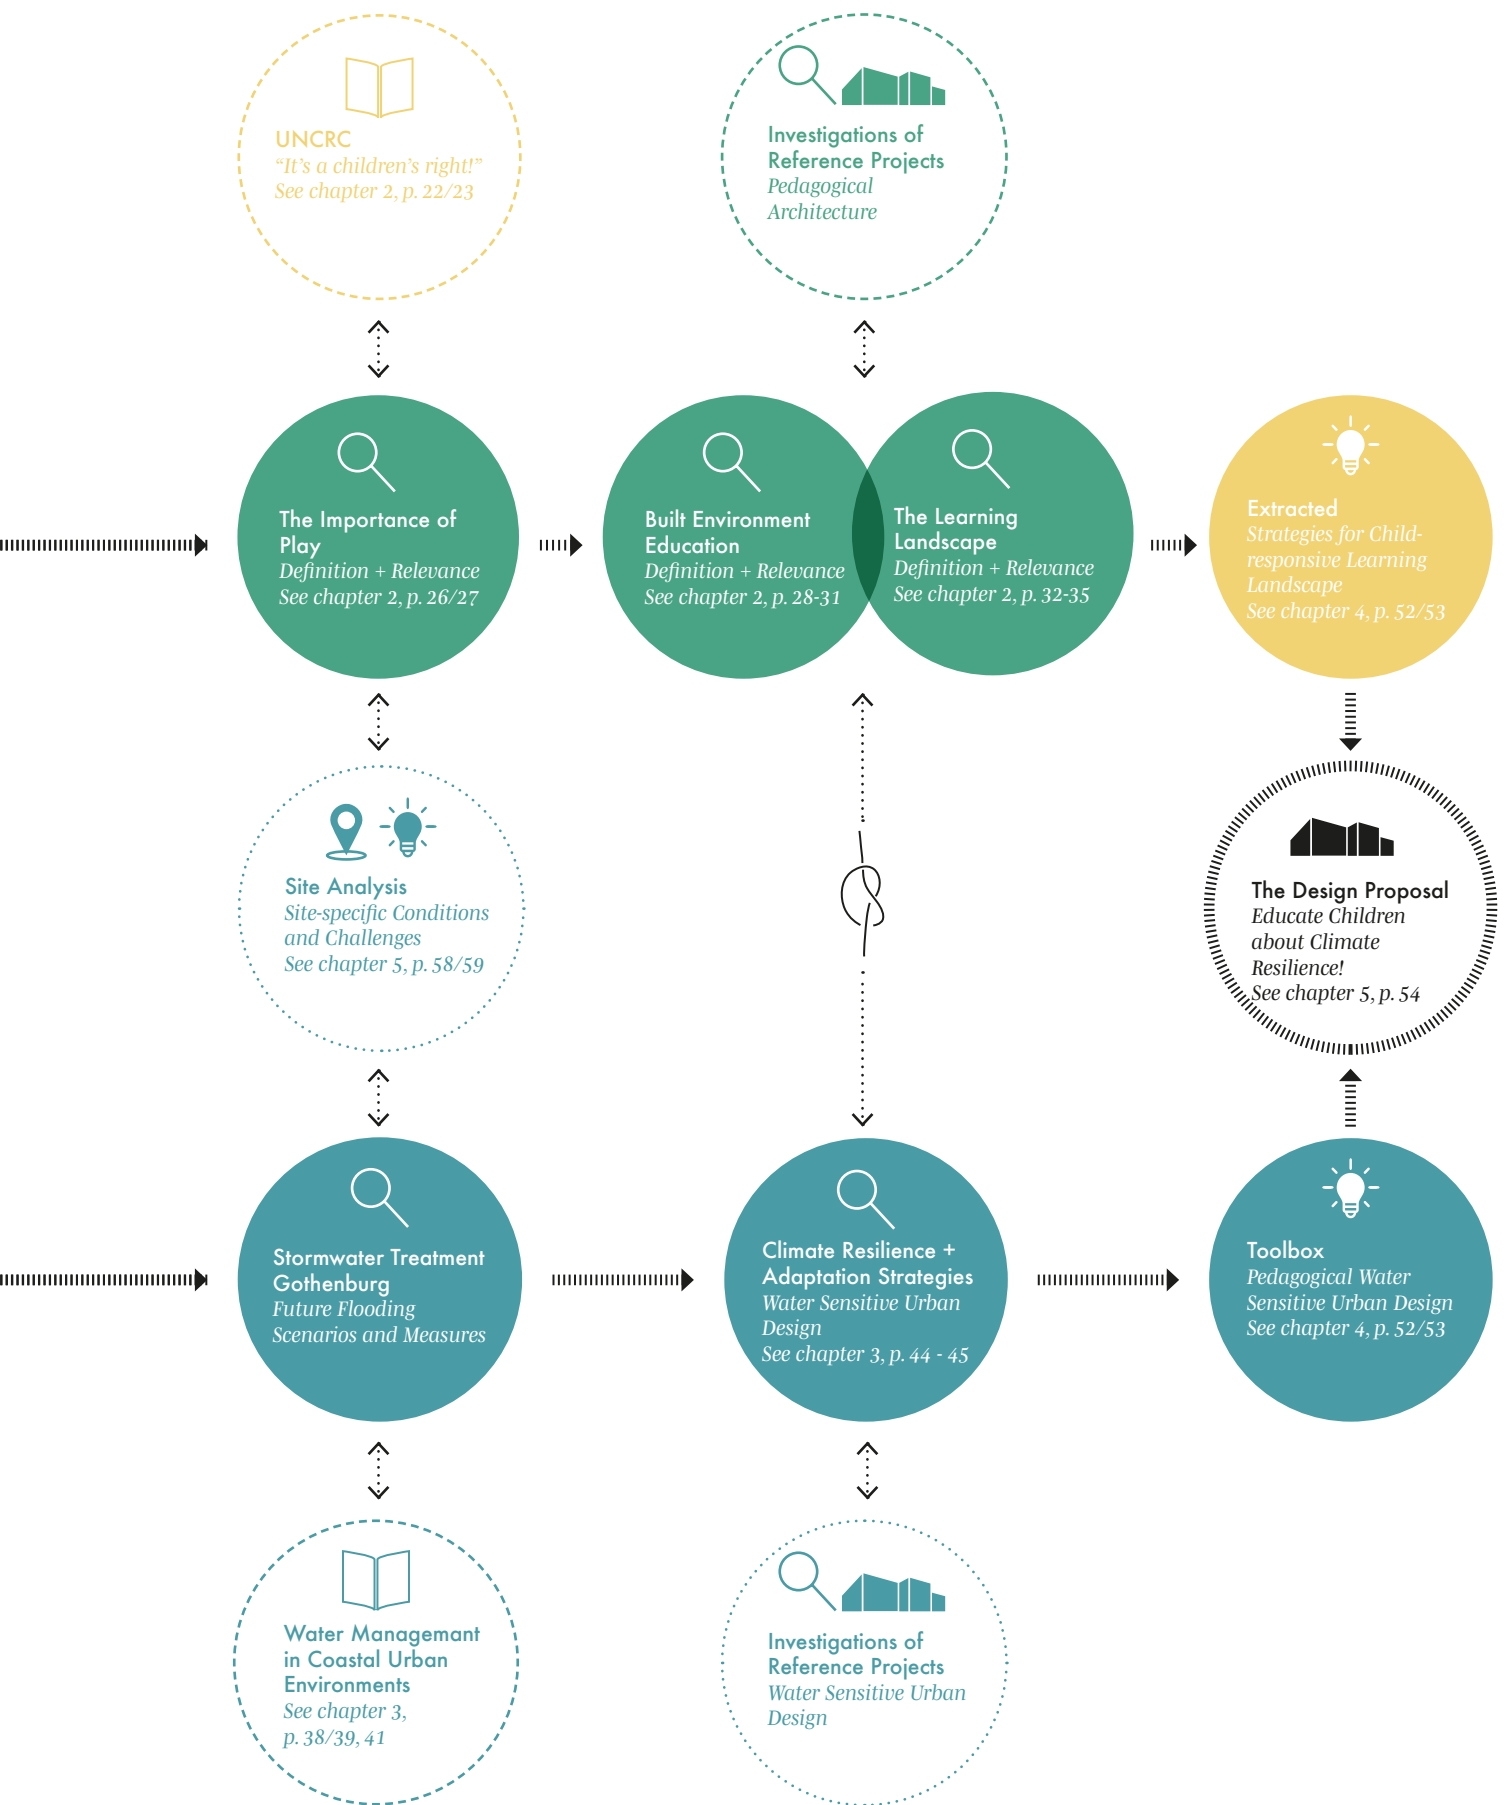 UNCRC
“It’s a children’s right!”
See chapter 2, p. 22/23
Investigations of
Reference Projects
Pedagogical
Architecture
The Importance of
Play
Definition + Relevance
See chapter 2, p. 26/27
Built Environment
Education
Definition + Relevance
See chapter 2, p. 28-31
The Learning
Landscape
Definition + Relevance
See chapter 2, p. 32-35
Extracted
Strategies for Child-
responsive Learning
Landscape
See chapter 4, p. 52/53
Site Analysis
Site-specific Conditions
and Challenges
See chapter 5, p. 58/59
The Design Proposal
Educate Children
about Climate
Resilience!
See chapter 5, p. 54
Stormwater Treatment
Gothenburg
Future Flooding
Scenarios and Measures
Climate Resilience +
Adaptation Strategies
Water Sensitive Urban
Design
See chapter 3, p. 44 - 45
Toolbox
Pedagogical Water
Sensitive Urban Design
See chapter 4, p. 52/53
Water Managemant
in Coastal Urban
Environments
See chapter 3,
p. 38/39, 41
Investigations of
Reference Projects
Water Sensitive Urban
Design